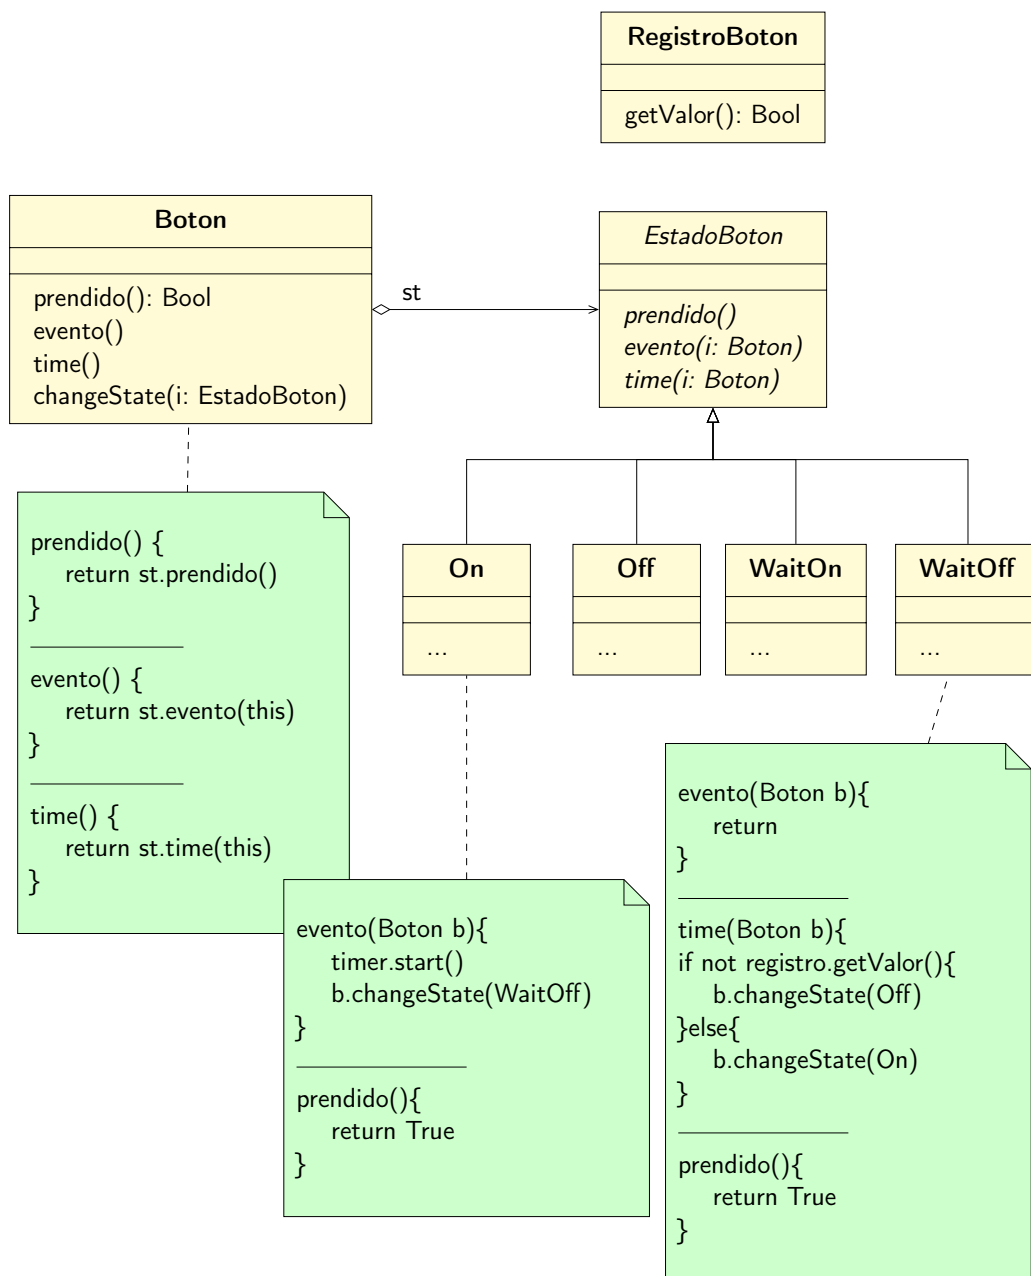 RegistroBoton
getValor(): Bool
Boton
prendido(): Bool
evento()
time()
changeState(i: EstadoBoton)
st
EstadoBoton
prendido()
evento(i: Boton)
time(i: Boton)
On
...
Off
...
WaitOn
...
WaitOff
...
prendido() {
return st.prendido()
}
evento() {
return st.evento(this)
}
time() {
return st.time(this)
}
evento(Boton b){
timer.start()
b.changeState(WaitOff)
}
prendido(){
return True
}
evento(Boton b){
return
}
time(Boton b){
if not registro.getValor(){
b.changeState(Off)
}else{
b.changeState(On)
}
prendido(){
return True
}